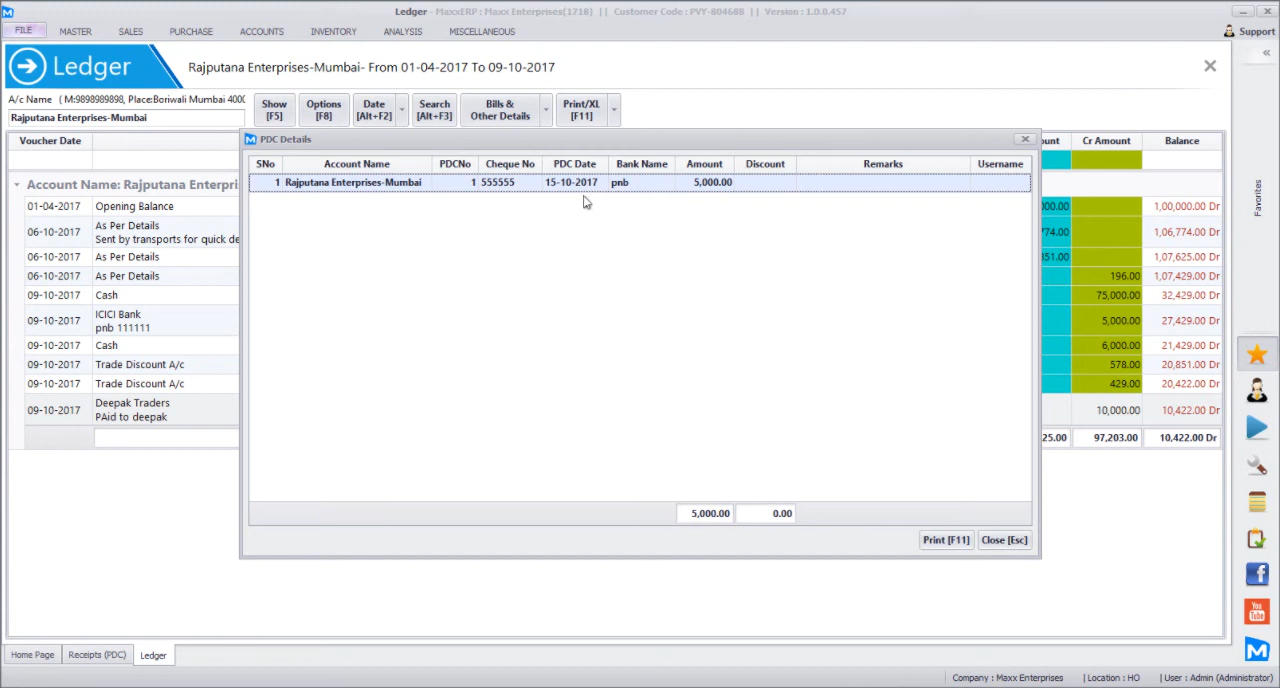 Ledger - MaxxERP : Maxx Enterprises(1718) || Customer Code : PVY-80468B || Version : 1.0.0.457
FILE MASTER SALES PURCHASE ACCOUNTS INVENTORY ANALYSIS MISCELLANEOUS Support
Ledger Rajputana Enterprises-Mumbai- From 01-04-2017 To 09-10-2017
A/c Name ( M:9898989898, Place:Boriwali Mumbai 4000
Rajputana Enterprises-Mumbai
Show [F5]
Options [F8]
Date [Alt+F2]
Search [Alt+F3]
Bills & Other Details
Print/XL [F11]
Voucher Date ount Cr Amount Balance
PDC Details
SNo Account Name PDCNo Cheque No PDC Date Bank Name Amount Discount Remarks Username
1 Rajputana Enterprises-Mumbai 1 555555 15-10-2017 pnb 5,000.00
5,000.00 0.00
Print [F11] Close [Esc]
Account Name: Rajputana Enterpri
01-04-2017 Opening Balance 000.00 1,00,000.00 Dr
06-10-2017 As Per Details 774.00 1,06,774.00 Dr
Sent by transports for quick de
06-10-2017 As Per Details 851.00 1,07,625.00 Dr
06-10-2017 As Per Details 196.00 1,07,429.00 Dr
09-10-2017 Cash 75,000.00 32,429.00 Dr
09-10-2017 ICICI Bank 5,000.00 27,429.00 Dr
pnb 111111
09-10-2017 Cash 6,000.00 21,429.00 Dr
09-10-2017 Trade Discount A/c 578.00 20,851.00 Dr
09-10-2017 Trade Discount A/c 429.00 20,422.00 Dr
09-10-2017 Deepak Traders 10,000.00 10,422.00 Dr
PAid to deepak
25.00 97,203.00 10,422.00 Dr
Favorites
You Tube
Home Page Receipts (PDC) Ledger
Company : Maxx Enterprises | Location : HO | User : Admin (Administrator)